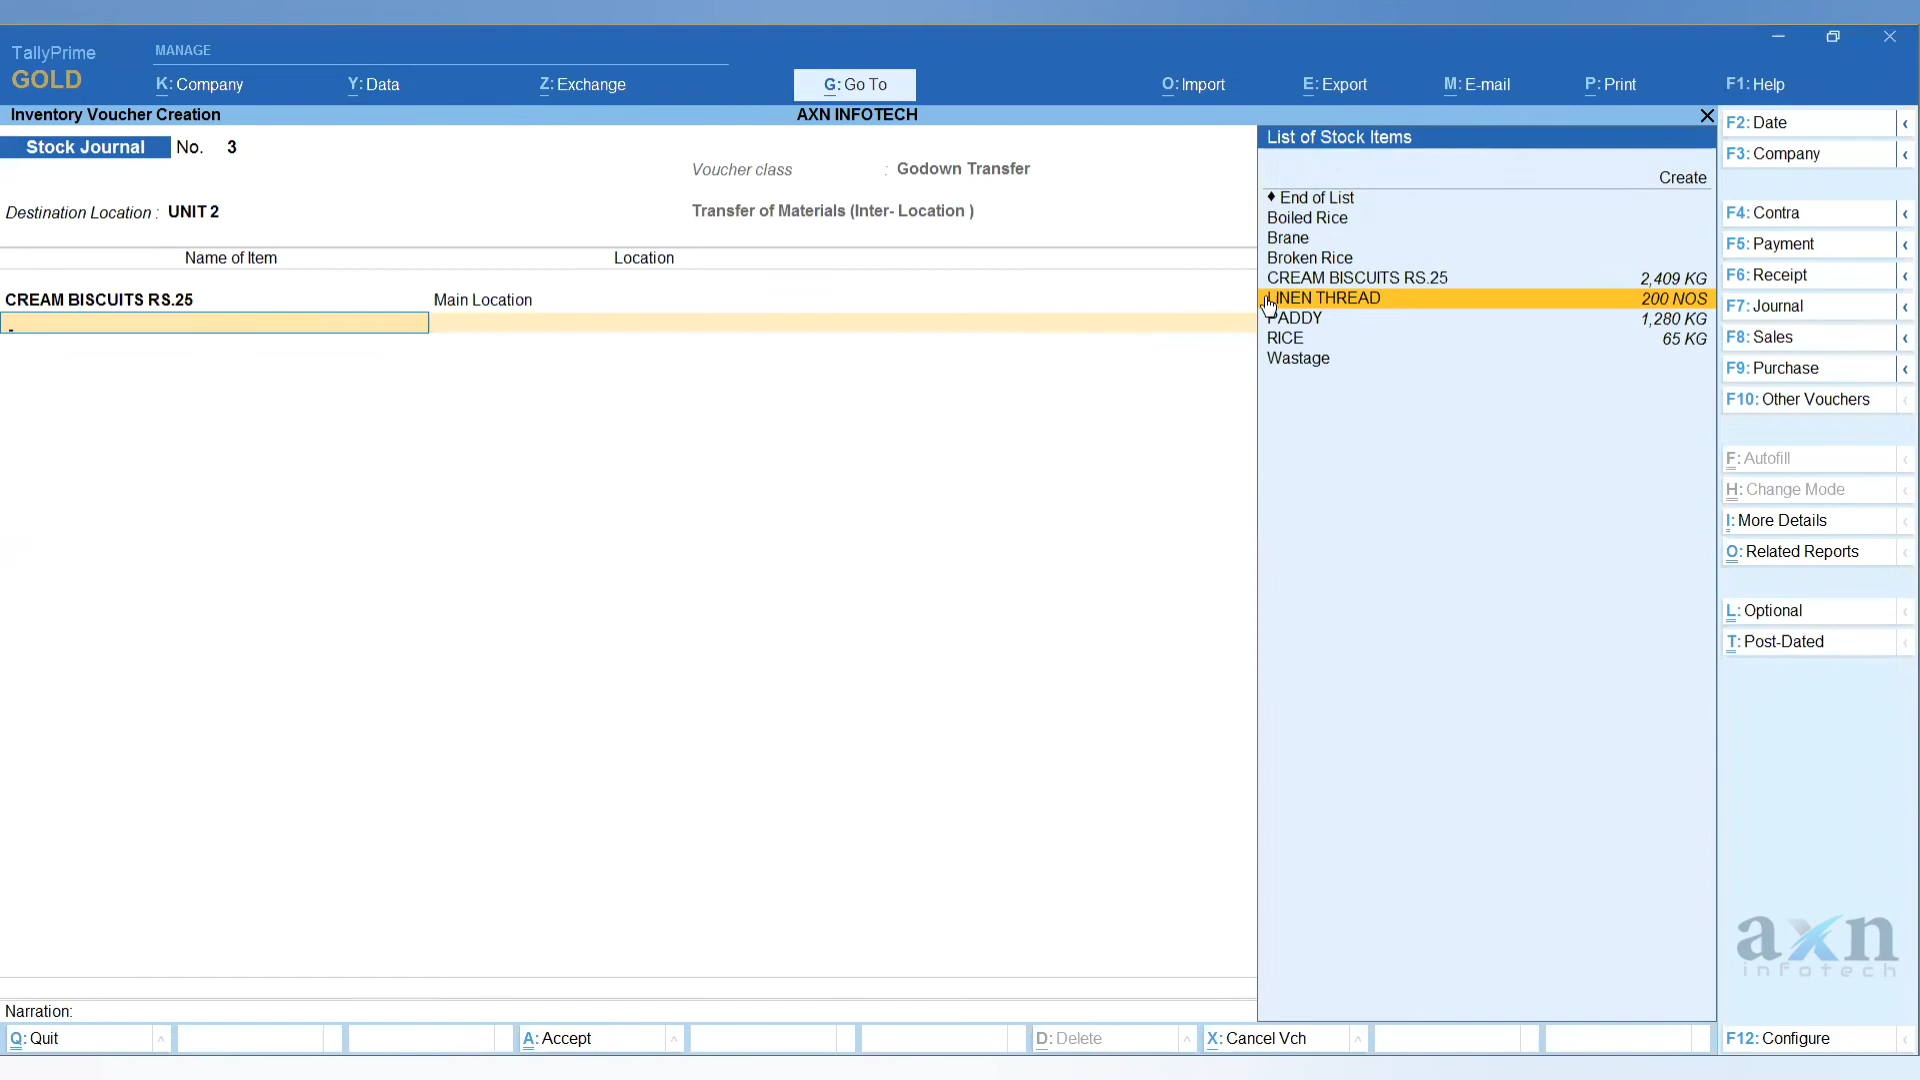 TallyPrime
GOLD
MANAGE
K: Company
Y: Data
Z: Exchange
G: Go To
O: Import
E: Export
M: E-mail
P: Print
F1: Help
Inventory Voucher Creation
AXN INFOTECH
Stock Journal No. 3
Voucher class : Godown Transfer
Destination Location : UNIT 2
Transfer of Materials (Inter- Location )
Name of Item
Location
CREAM BISCUITS RS.25
Main Location
List of Stock Items
Create
♦ End of List
Boiled Rice
Brane
Broken Rice
CREAM BISCUITS RS.25 2,409 KG
LINEN THREAD 200 NOS
PADDY 1,280 KG
RICE 65 KG
Wastage
F2: Date
F3: Company
F4: Contra
F5: Payment
F6: Receipt
F7: Journal
F8: Sales
F9: Purchase
F10: Other Vouchers
F: Autofill
H: Change Mode
I: More Details
O: Related Reports
L: Optional
T: Post-Dated
axn
infotech
Narration:
Q: Quit
A: Accept
D: Delete
X: Cancel Vch
F12: Configure